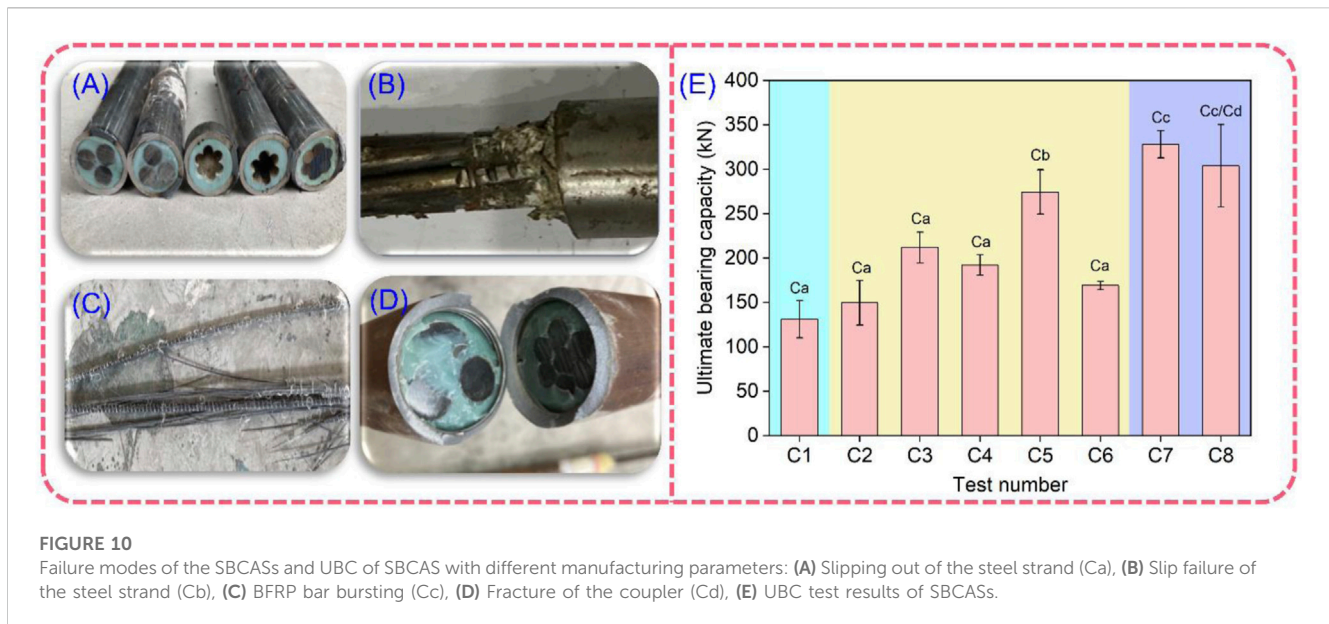 (A)
(B)
(C)
(D)
(E)
Ultimate bearing capacity (kN)
400
350
300
250
200
150
100
50
0
Ca
Ca
Ca
Ca
Cb
Ca
Cc
Cc/Cd
C1 C2 C3 C4 C5 C6 C7 C8
Test number
FIGURE 10
Failure modes of the SBCASs and UBC of SBCAS with different manufacturing parameters: (A) Slipping out of the steel strand (Ca), (B) Slip failure of
the steel strand (Cb), (C) BFRP bar bursting (Cc), (D) Fracture of the coupler (Cd), (E) UBC test results of SBCASs.